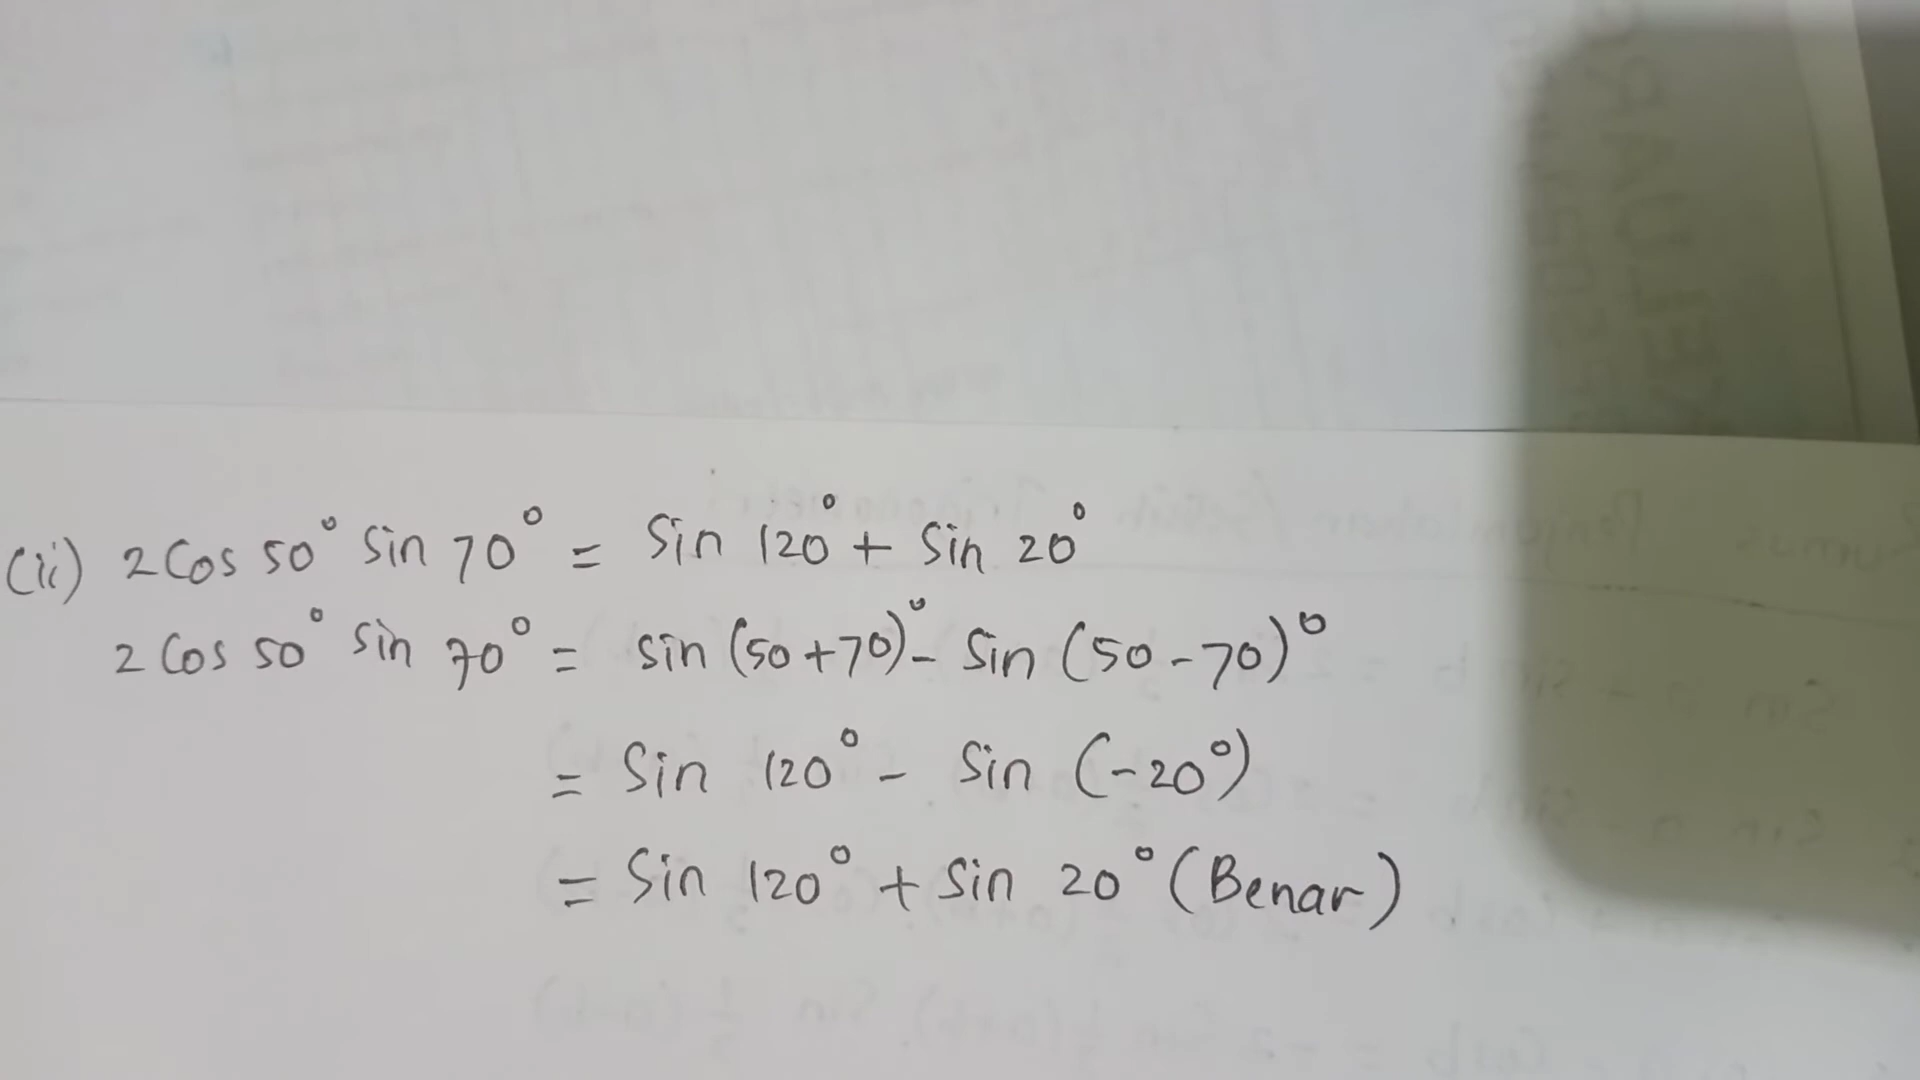 (ii) 2 Cos 50° Sin 70° = Sin 120° + Sin 20°
2 Cos 50° Sin 70° = Sin (50+70)° - Sin (50-70)°
= Sin 120° - Sin (-20°)
= Sin 120° + Sin 20° (Benar)